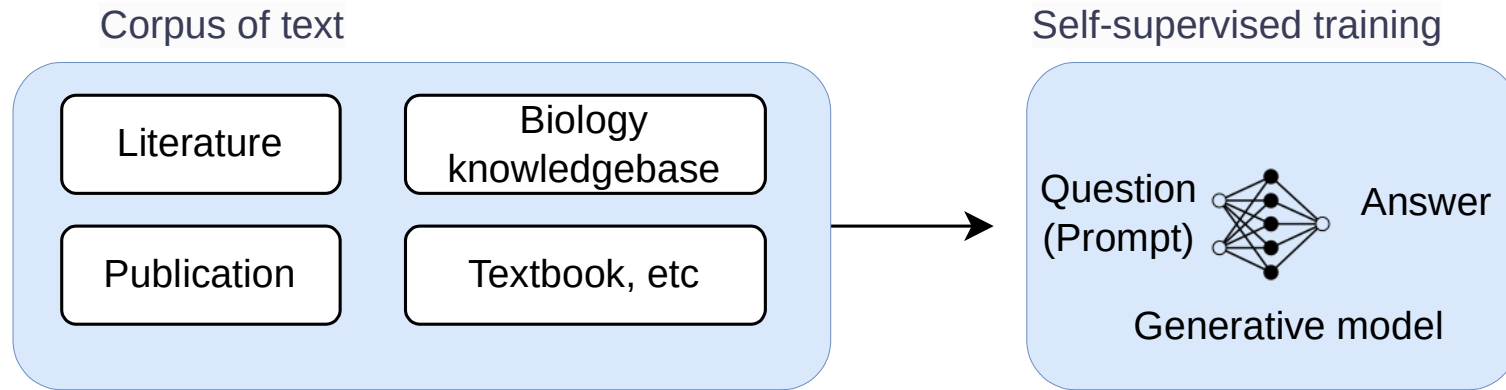 Corpus of text
Self-supervised training
Literature
Biology
knowledgebase
Publication
Textbook, etc
Question
(Prompt)
Answer
Generative model